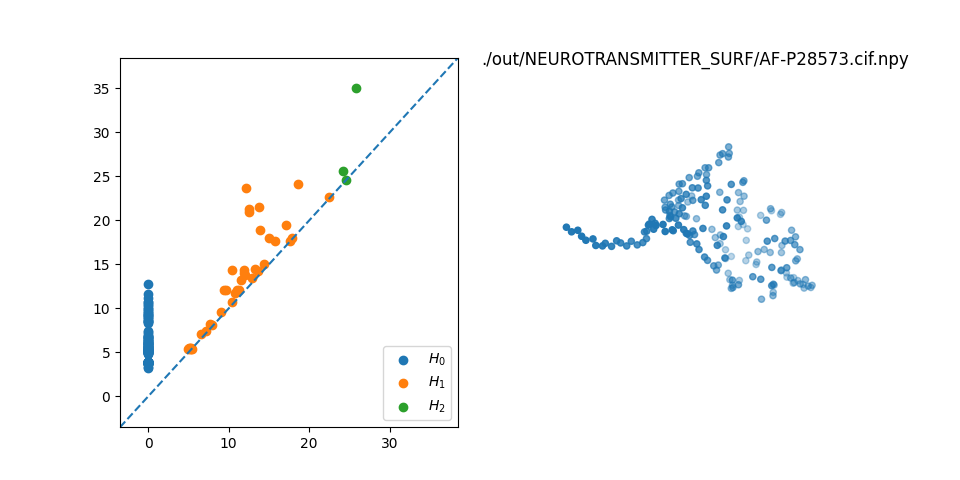 ./out/NEUROTRANSMITTER_SURF/AF-P28573.cif.npy
35
30
25
20
15
10
5
0
H₀
H₁
H₂
0 10 20 30